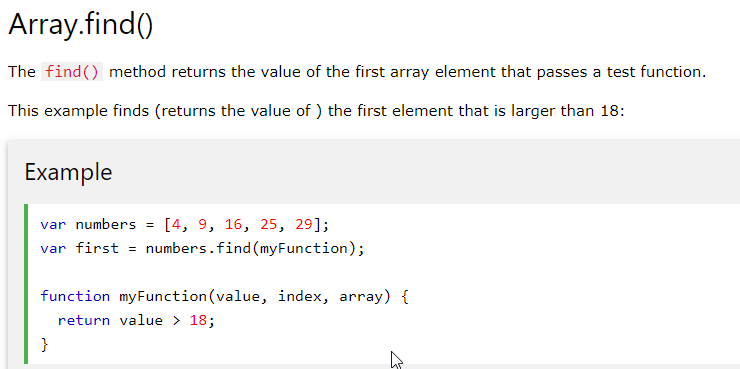 Array.find()
The find() method returns the value of the first array element that passes a test function.
This example finds (returns the value of ) the first element that is larger than 18:
Example
var numbers = [4, 9, 16, 25, 29];
var first = numbers.find(myFunction);
function myFunction(value, index, array) {
  return value > 18;
}